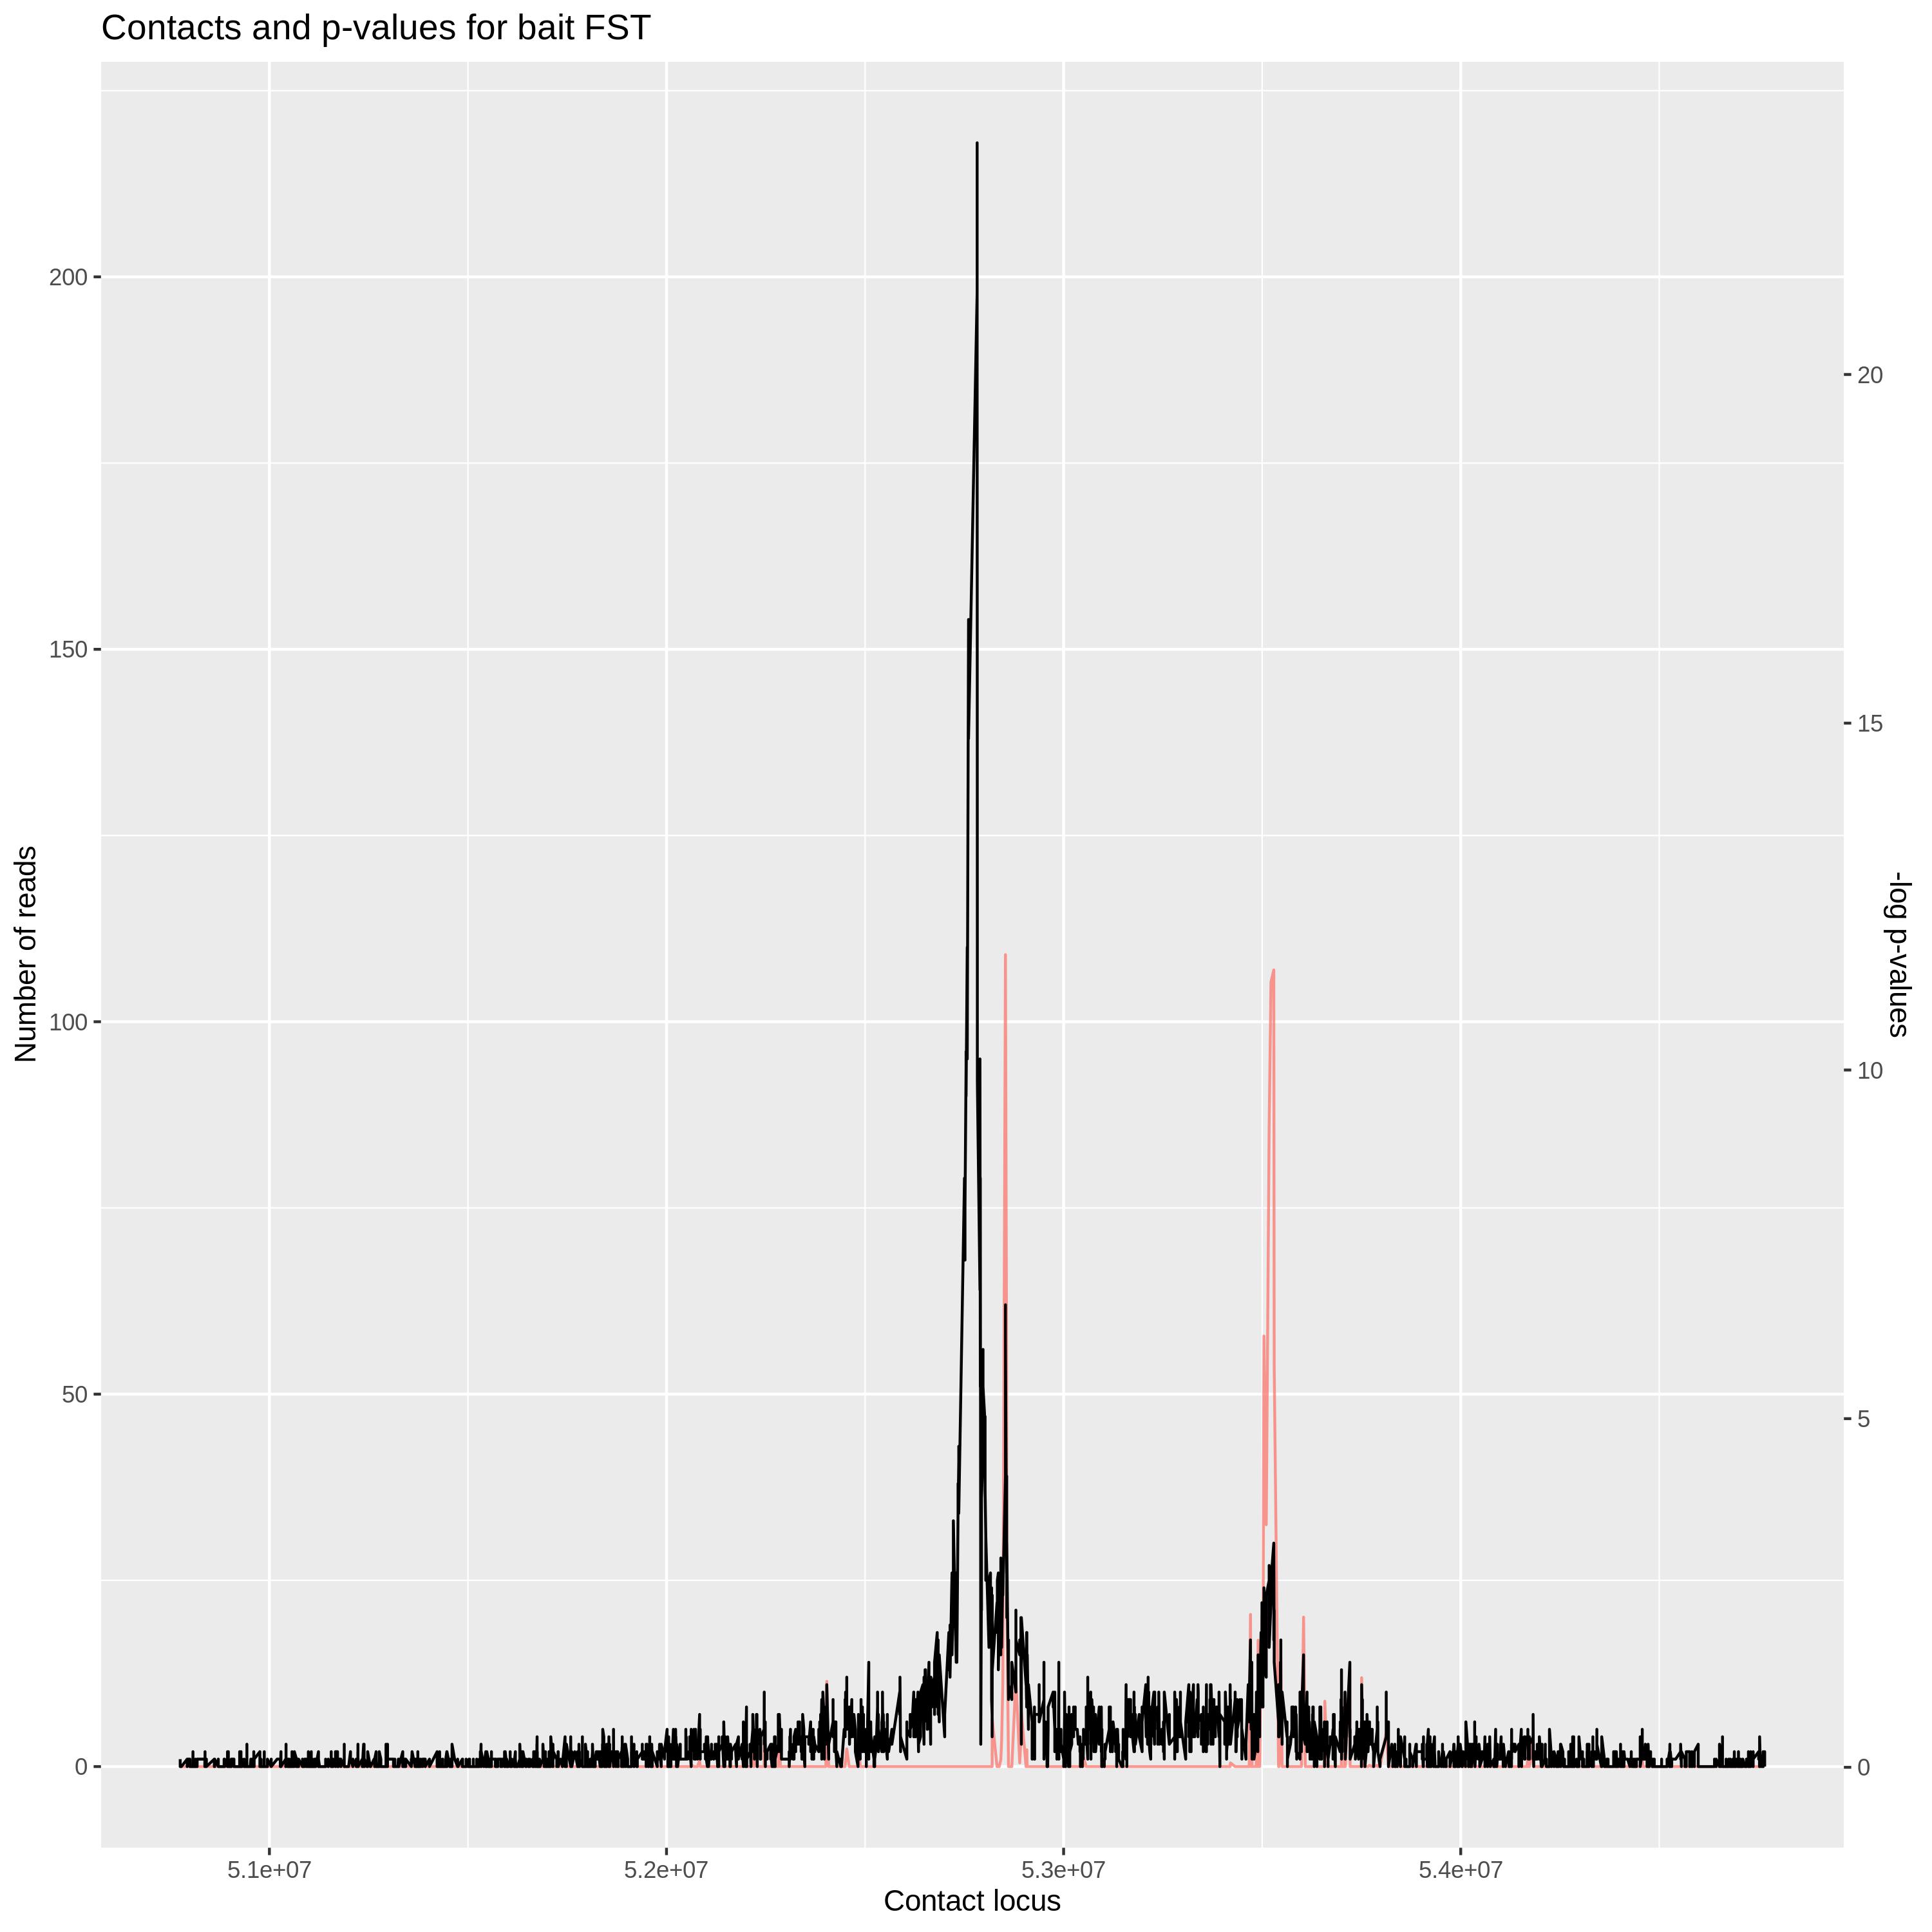 Contacts and p-values for bait FST
200
150
100
50
0
Number of reads
20
15
10
5
0
-log p-values
5.1e+07 5.2e+07 5.3e+07 5.4e+07
Contact locus